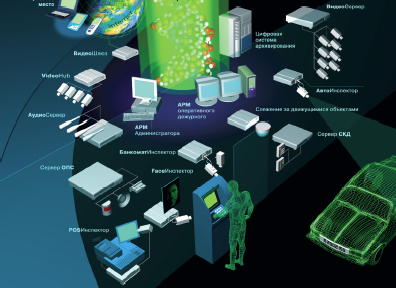 место
ВидеоСервер
Цифровая
система
архивирования
ВидеоШлюз
VideoHub
АвтоИнспектор
АРМ
оперативного
дежурного
АудиоСервер
АРМ
Администратора
Слежение за движущимися объектами
Сервер СКД
БанкоматИнспектор
FaceИнспектор
Сервер ОПС
POSИнспектор